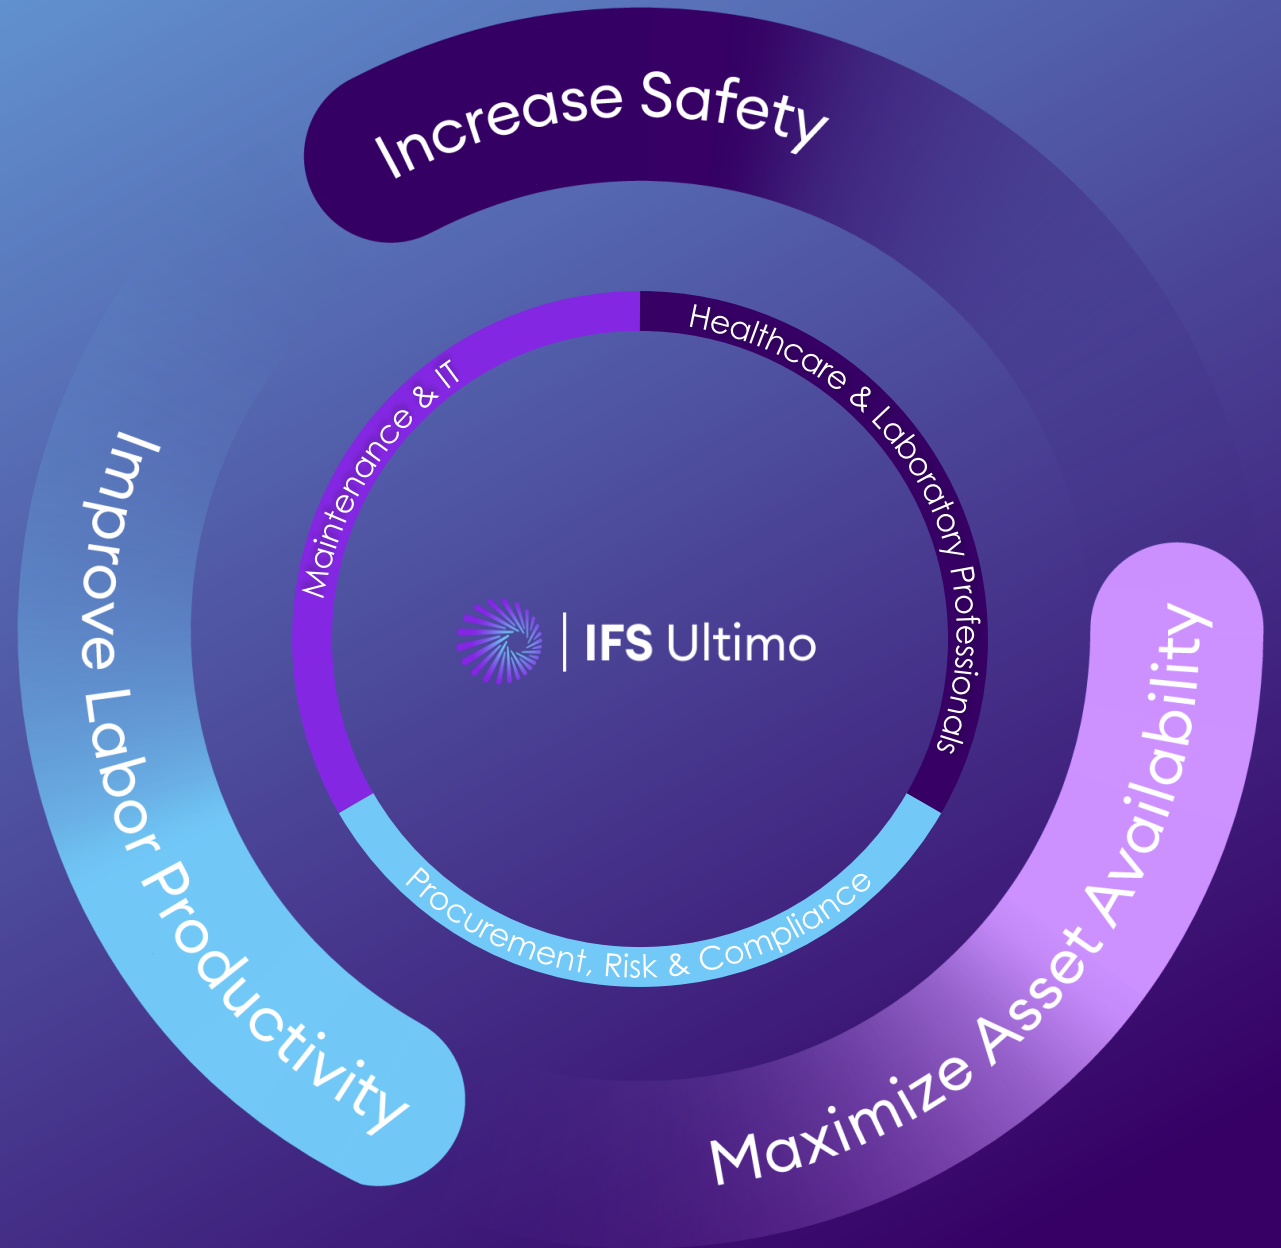 Increase Safety
Maximize Asset Availability
Improve Labor Productivity
Healthcare & Laboratory Professionals
Procurement, Risk & Compliance
Maintenance & IT
IFS Ultimo